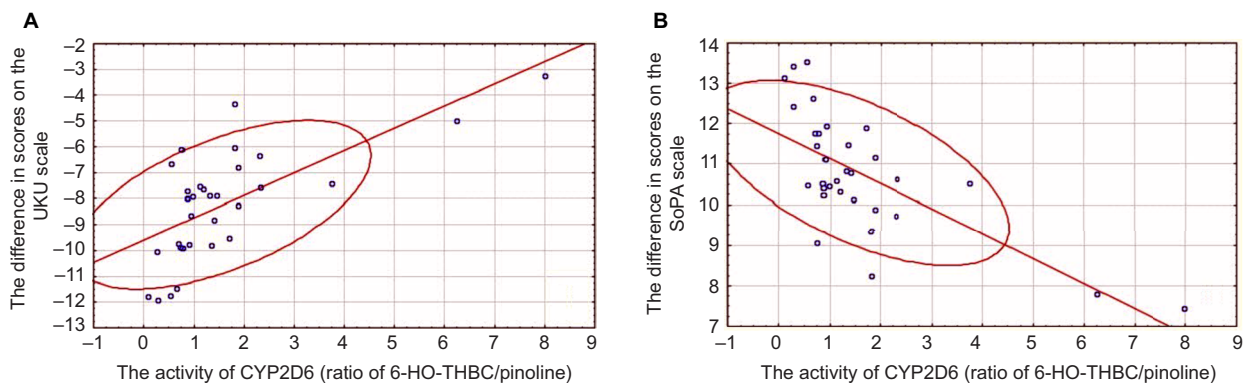 A
The difference in scores on the
UKU scale
–2
–3
–4
–5
–6
–7
–8
–9
–10
–11
–12
–13
–1 0 1 2 3 4 5 6 7 8 9
The activity of CYP2D6 (ratio of 6-HO-THBC/pinoline)
B
The difference in scores on the
SoPA scale
14
13
12
11
10
9
8
7
–1 0 1 2 3 4 5 6 7 8 9
The activity of CYP2D6 (ratio of 6-HO-THBC/pinoline)